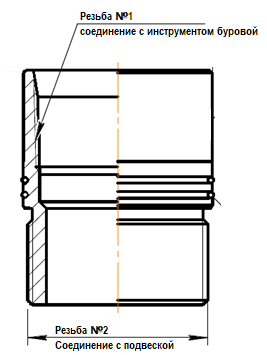 Резьба №1
соединение с инструментом буровой
Резьба №2
Соединение с подвеской